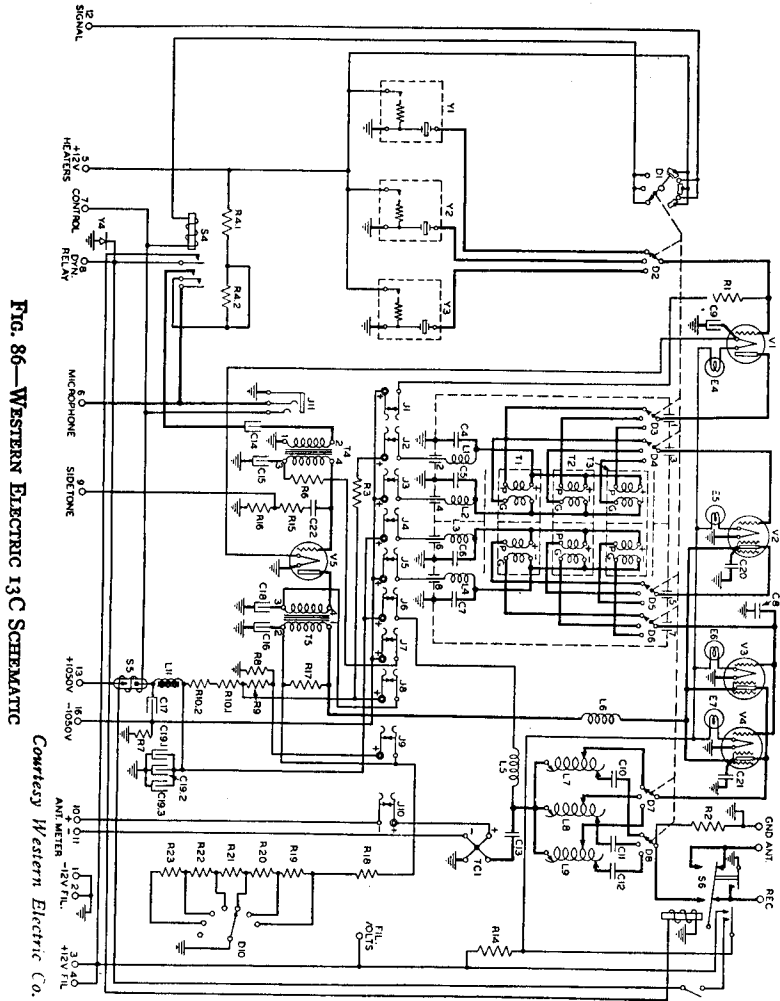 V1 V2 C8 V3 V4 GND ANT. REC
C9 E4 E5 C20 E6 E7 C21
R1 R2 S6
D1 D2 D3 D4 D5 D6 D7 D8
C10 C11 C12
L6 L7 L8 L9
T1 T2 T3
P G P G P G
P G P G P G
Y1 Y2 Y3
C4 L1 C5 L2 L3 C6 L4 C7
L5 C13 R14
J1 J2 J3 J4 J5 J6 J7 J8 J9 J10
R3 TC1
FIL. VOLTS
S4 R4.1 R4.2
J11 C14 T4 C15 R6 R16 R15 C22 V5 C18 T5 C16 R17
R8 R9 R10.1 R10.2 L11 S5 C17 R7 C19.1 C19.2 C19.3
R18 R19 R20 R21 R22 R23 D10
Y4
12 SIGNAL
5 +12V HEATERS
7 CONTROL
8 DYN. RELAY
6 MICROPHONE
9 SIDETONE
13 +1050V
16 -1050V
10 + 11 - ANT. METER
1 2 -12V FIL.
3 4 +12V FIL
FIG. 86—WESTERN ELECTRIC 13C SCHEMATIC
Courtesy Western Electric Co.